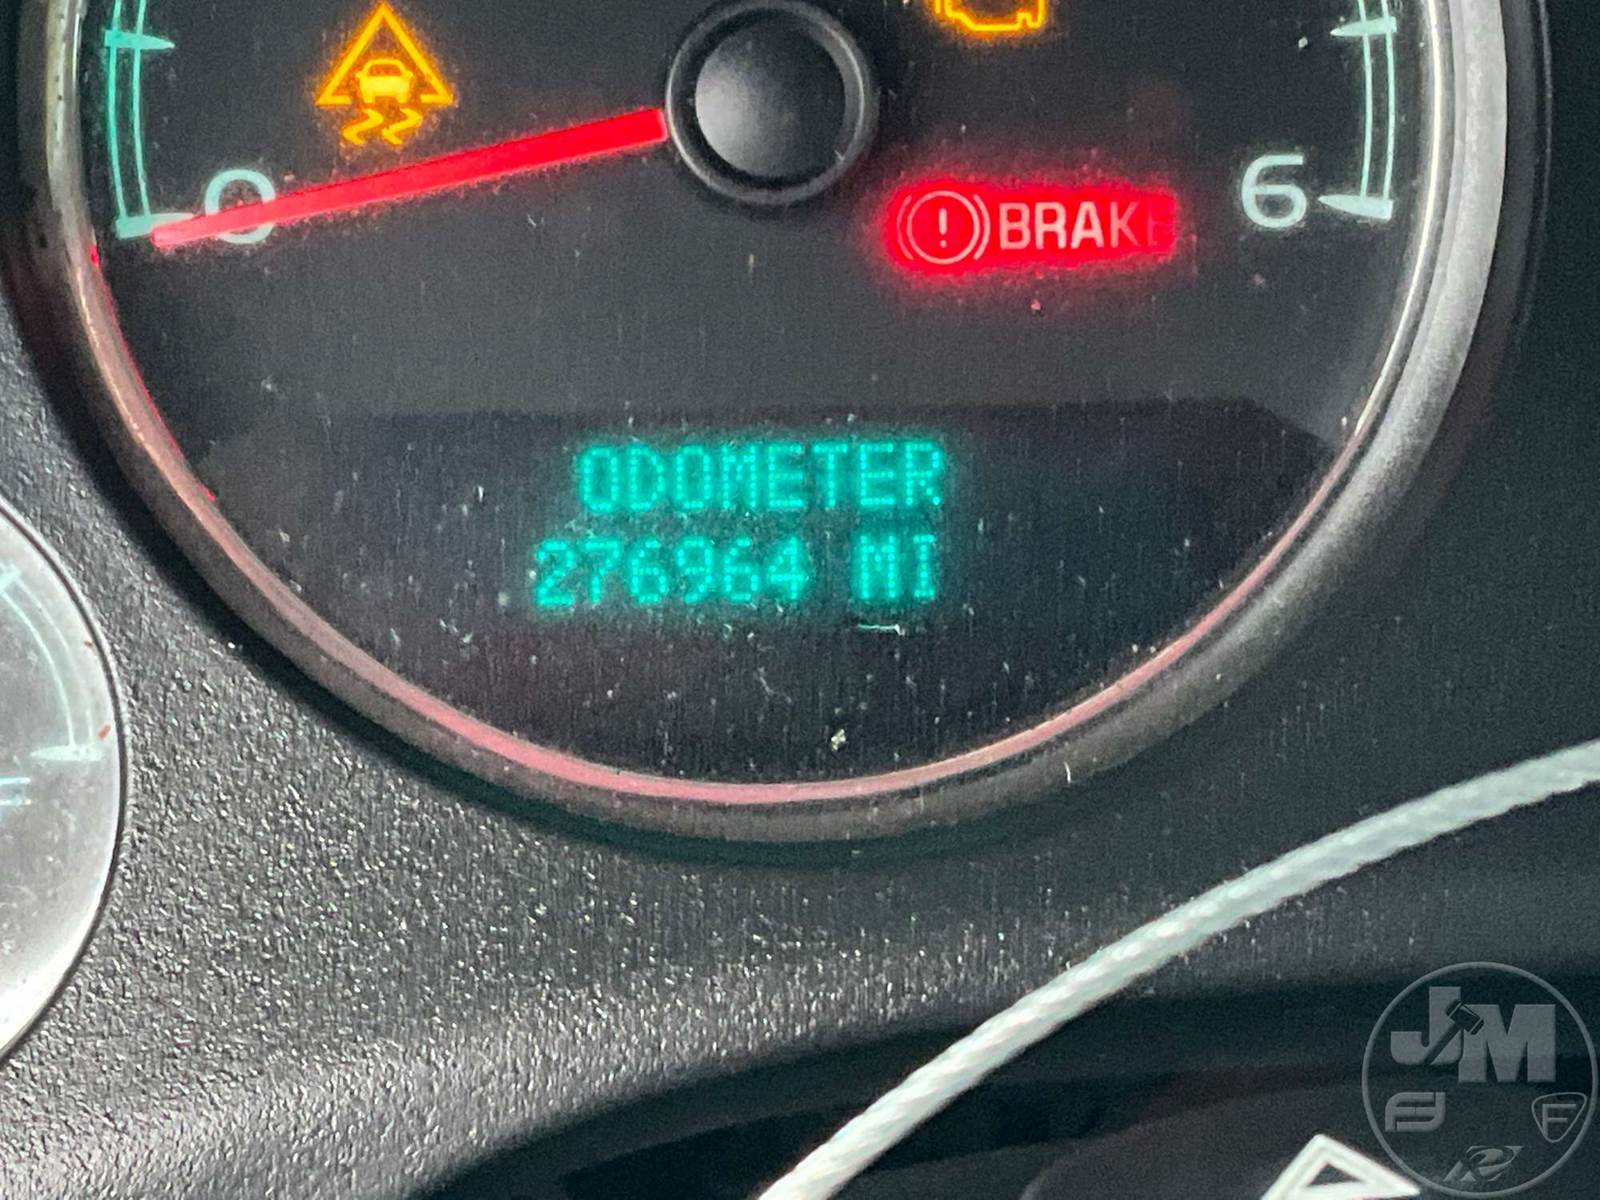 0
BRAKE
6
ODOMETER
276964 MI
JM
F